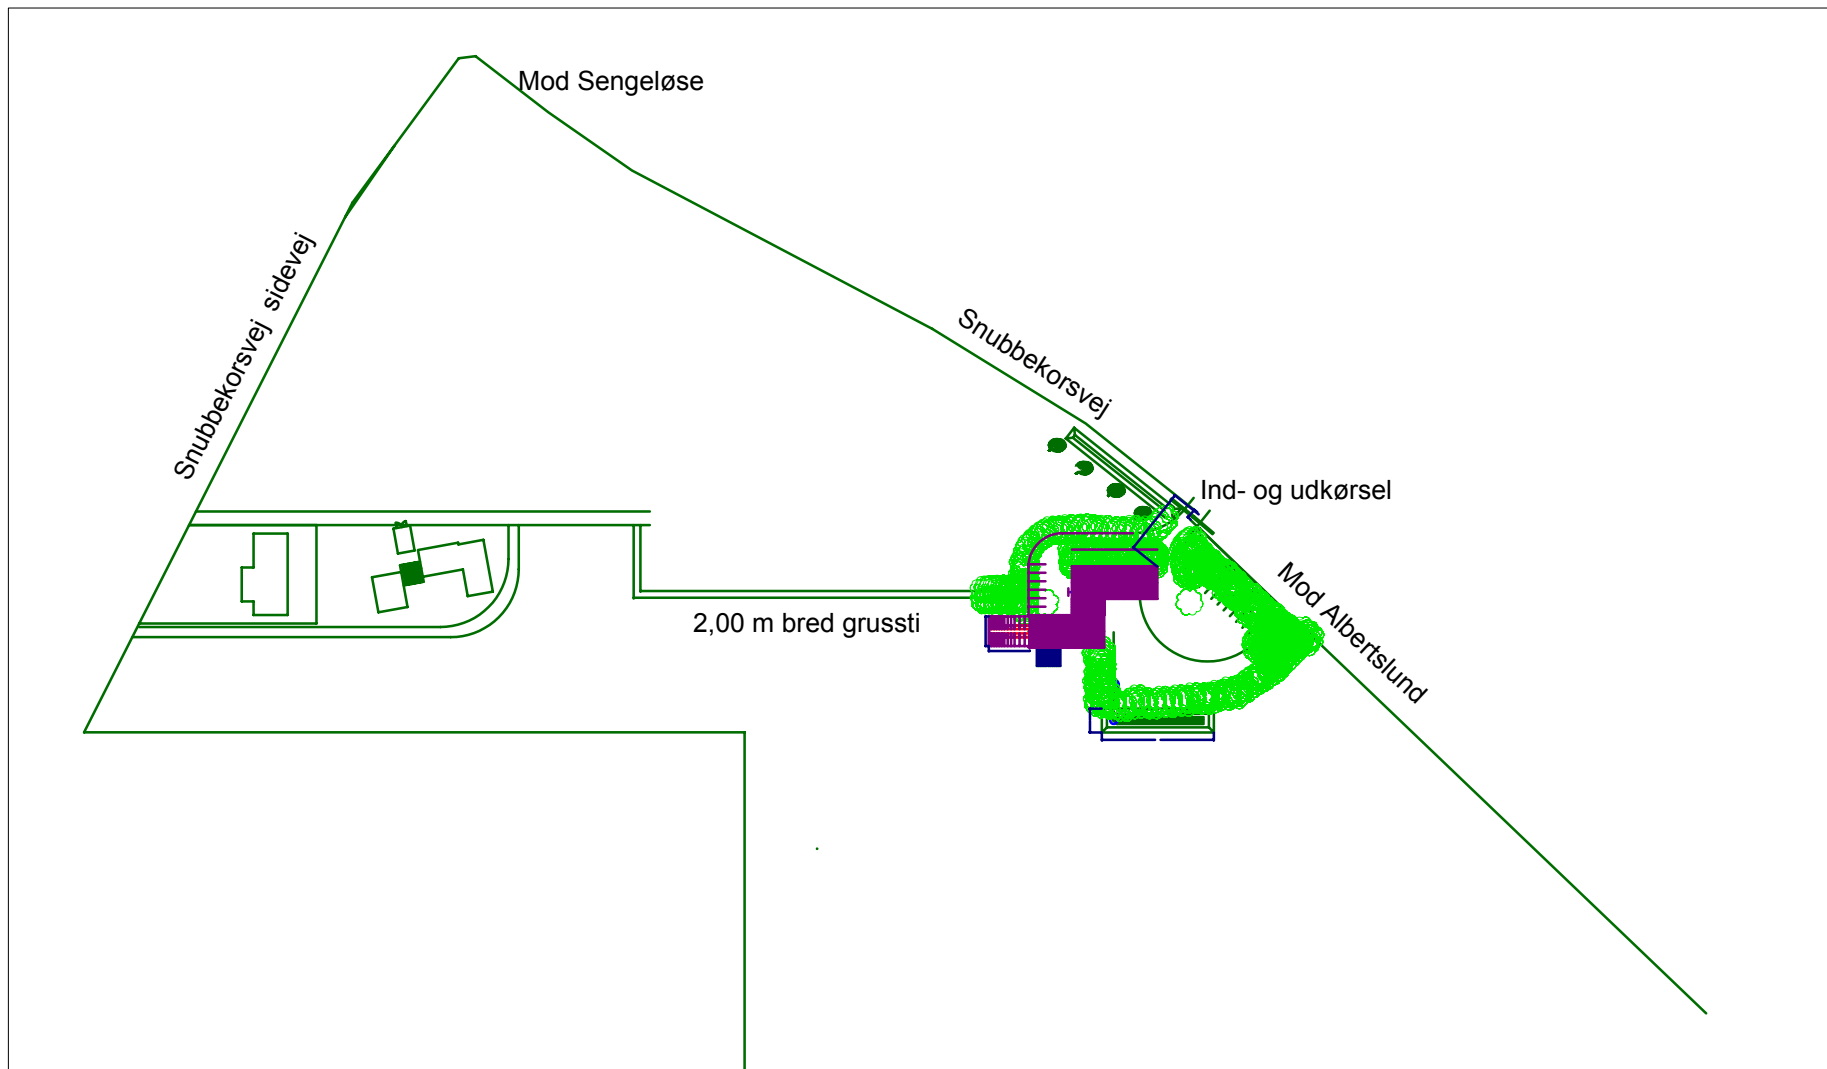 Mod Sengeløse
Snubbekorsvej sidevej
Snubbekorsvej
Ind- og udkørsel
Mod Albertslund
2,00 m bred grussti